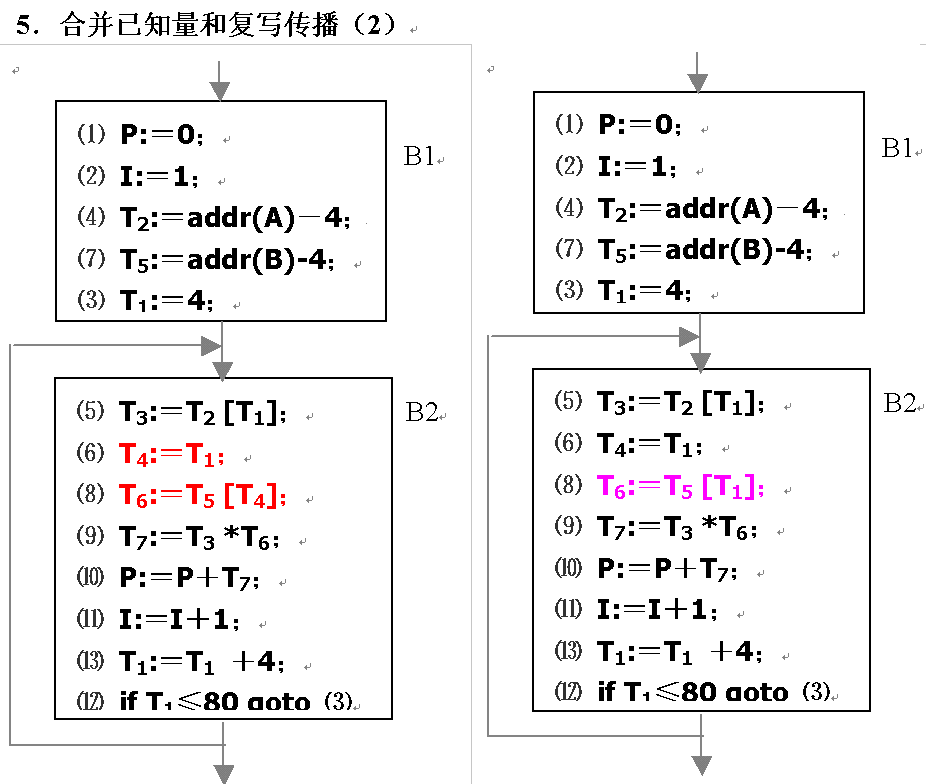 5．合并已知量和复写传播（2）
⑴ P:=0;
⑵ I:=1;
⑷ T₂:=addr(A)－4;
⑺ T₅:=addr(B)-4;
⑶ T₁:=4;
B1
⑸ T₃:=T₂ [T₁];
⑹ T₄:=T₁;
⑻ T₆:=T₅ [T₄];
⑼ T₇:=T₃ *T₆;
⑽ P:=P+T₇;
⑾ I:=I+1;
⒀ T₁:=T₁ +4;
⑿ if T₁≤80 goto ⑶
B2
⑴ P:=0;
⑵ I:=1;
⑷ T₂:=addr(A)－4;
⑺ T₅:=addr(B)-4;
⑶ T₁:=4;
B1
⑸ T₃:=T₂ [T₁];
⑹ T₄:=T₁;
⑻ T₆:=T₅ [T₁];
⑼ T₇:=T₃ *T₆;
⑽ P:=P+T₇;
⑾ I:=I+1;
⒀ T₁:=T₁ +4;
⑿ if T₁≤80 goto ⑶
B2